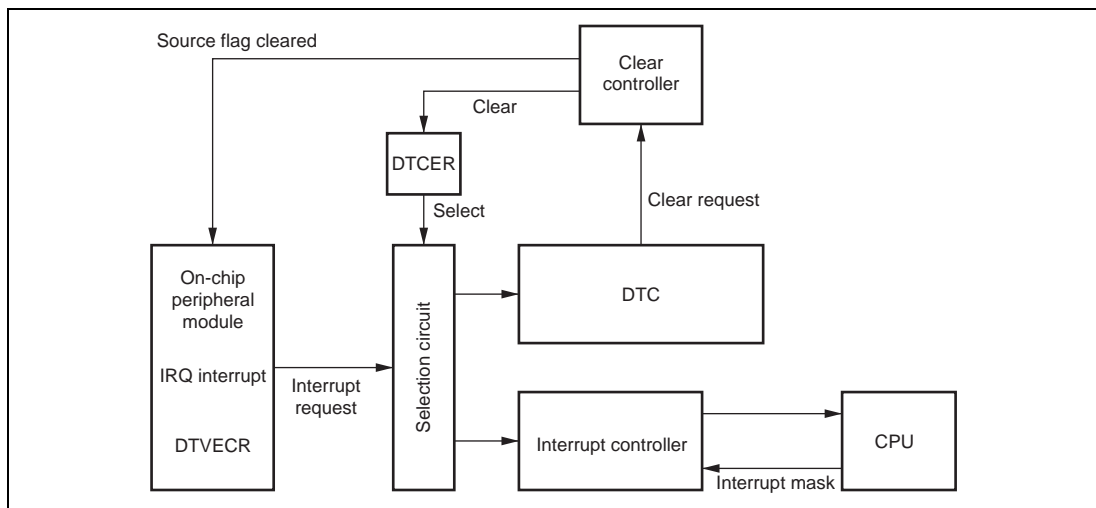 Source flag cleared
Clear
controller
Clear
DTCER
Clear request
Select
On-chip
peripheral
module
IRQ interrupt
DTVECR
Interrupt
request
Selection circuit
DTC
Interrupt controller
CPU
Interrupt mask